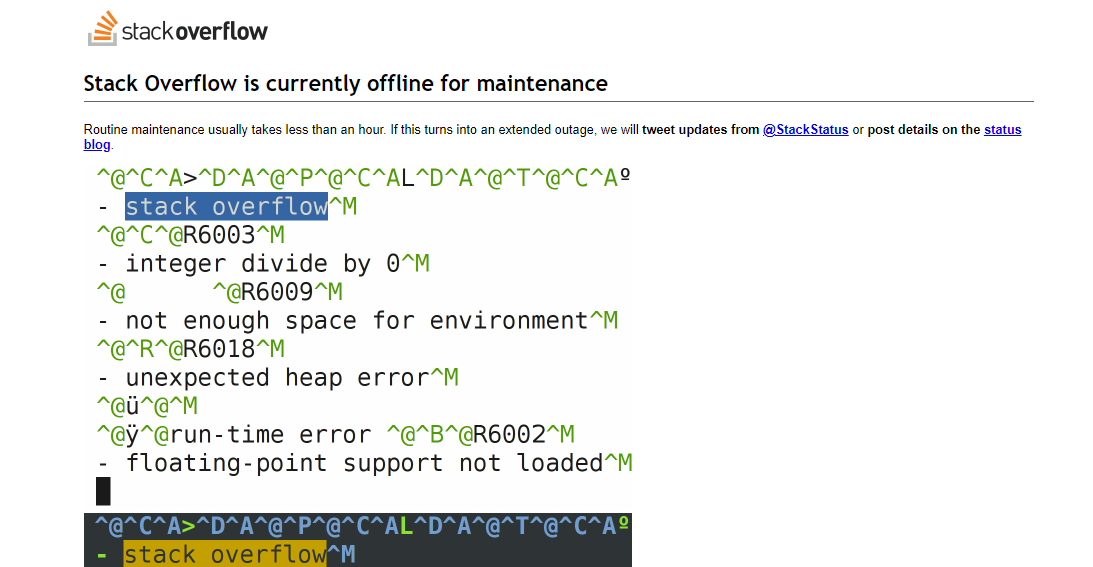 stackoverflow
Stack Overflow is currently offline for maintenance
Routine maintenance usually takes less than an hour. If this turns into an extended outage, we will tweet updates from @StackStatus or post details on the status
blog.
^@^C^A>^D^A^@^P^@^C^AL^D^A^@^T^@^C^Aº
- stack overflow^M
^@^C^@R6003^M
- integer divide by 0^M
^@      ^@R6009^M
- not enough space for environment^M
^@^R^@R6018^M
- unexpected heap error^M
^@ü^@^M
^@ÿ^@run-time error ^@^B^@R6002^M
- floating-point support not loaded^M
^@^C^A>^D^A^@^P^@^C^AL^D^A^@^T^@^C^Aº
- stack overflow^M